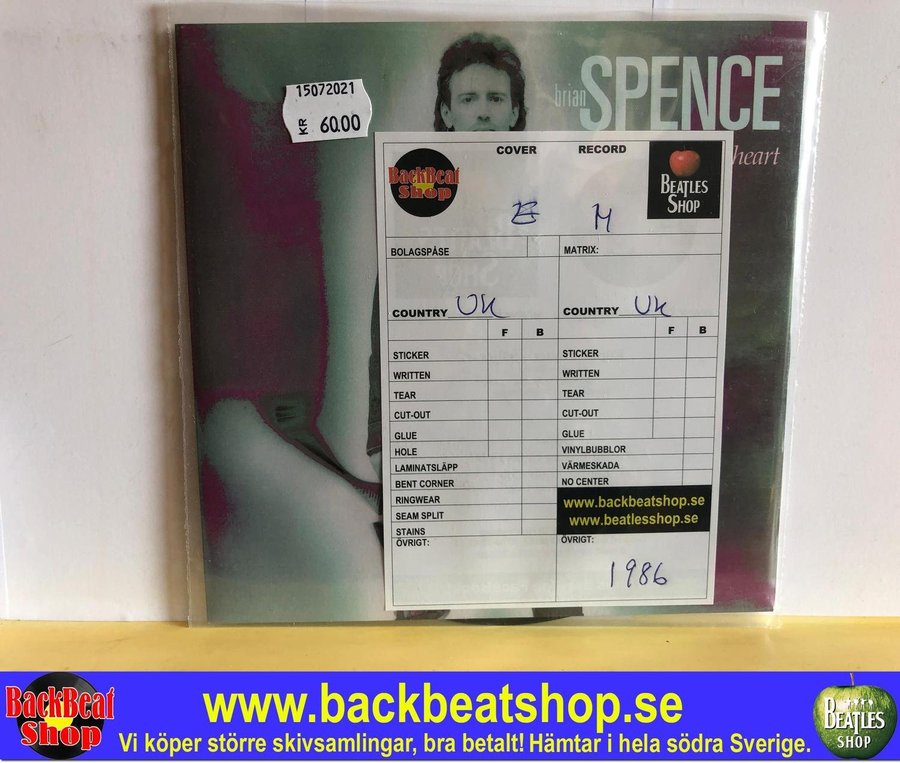 15072021
KR 60.00
brian SPENCE
heart
BackBeat
Shop
COVER RECORD
BEATLES
SHOP
E M
BOLAGSPÅSE MATRIX:
COUNTRY UK COUNTRY UK
F B F B
STICKER STICKER
WRITTEN WRITTEN
TEAR TEAR
CUT-OUT CUT-OUT
GLUE GLUE
HOLE VINYLBUBBLOR
LAMINATSLÄPP VÄRMESKADA
BENT CORNER NO CENTER
RINGWEAR www.backbeatshop.se
SEAM SPLIT www.beatlesshop.se
STAINS
ÖVRIGT: ÖVRIGT:
1986
BackBeat
Shop
www.backbeatshop.se
Vi köper större skivsamlingar, bra betalt! Hämtar i hela södra Sverige.
BEATLES
SHOP